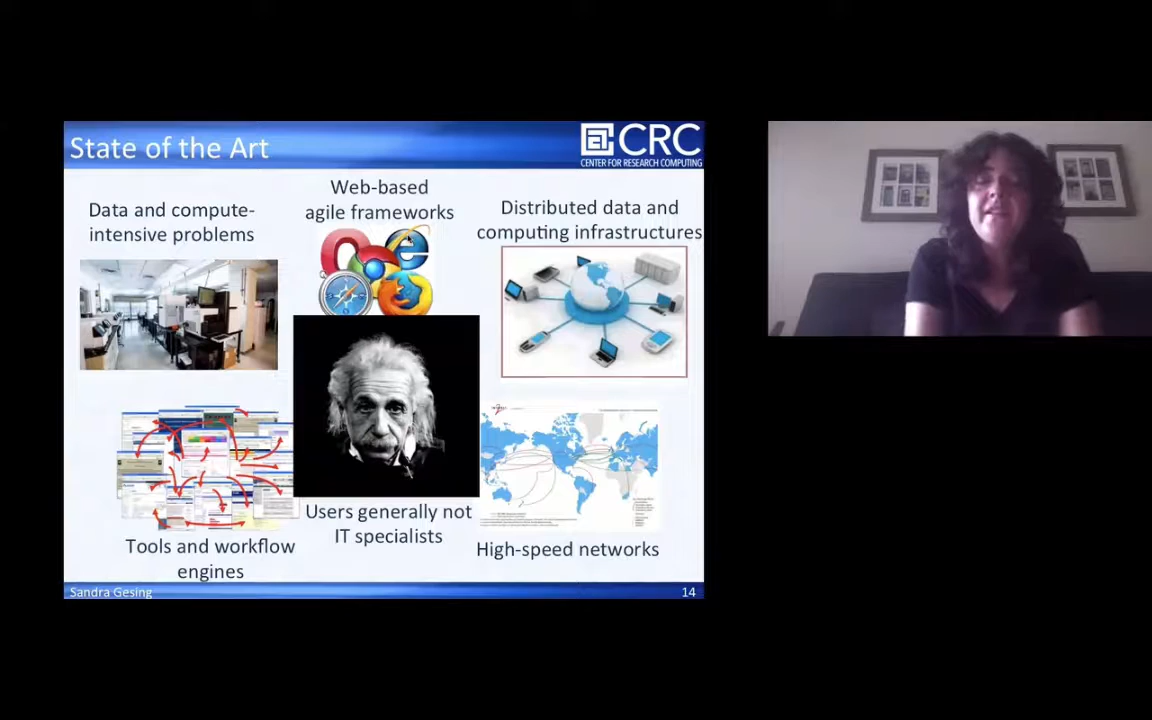 State of the Art
CRC
CENTER FOR RESEARCH COMPUTING
Data and compute-
intensive problems
Web-based
agile frameworks
Distributed data and
computing infrastructures
Tools and workflow
engines
Users generally not
IT specialists
High-speed networks
Sandra Gesing
14